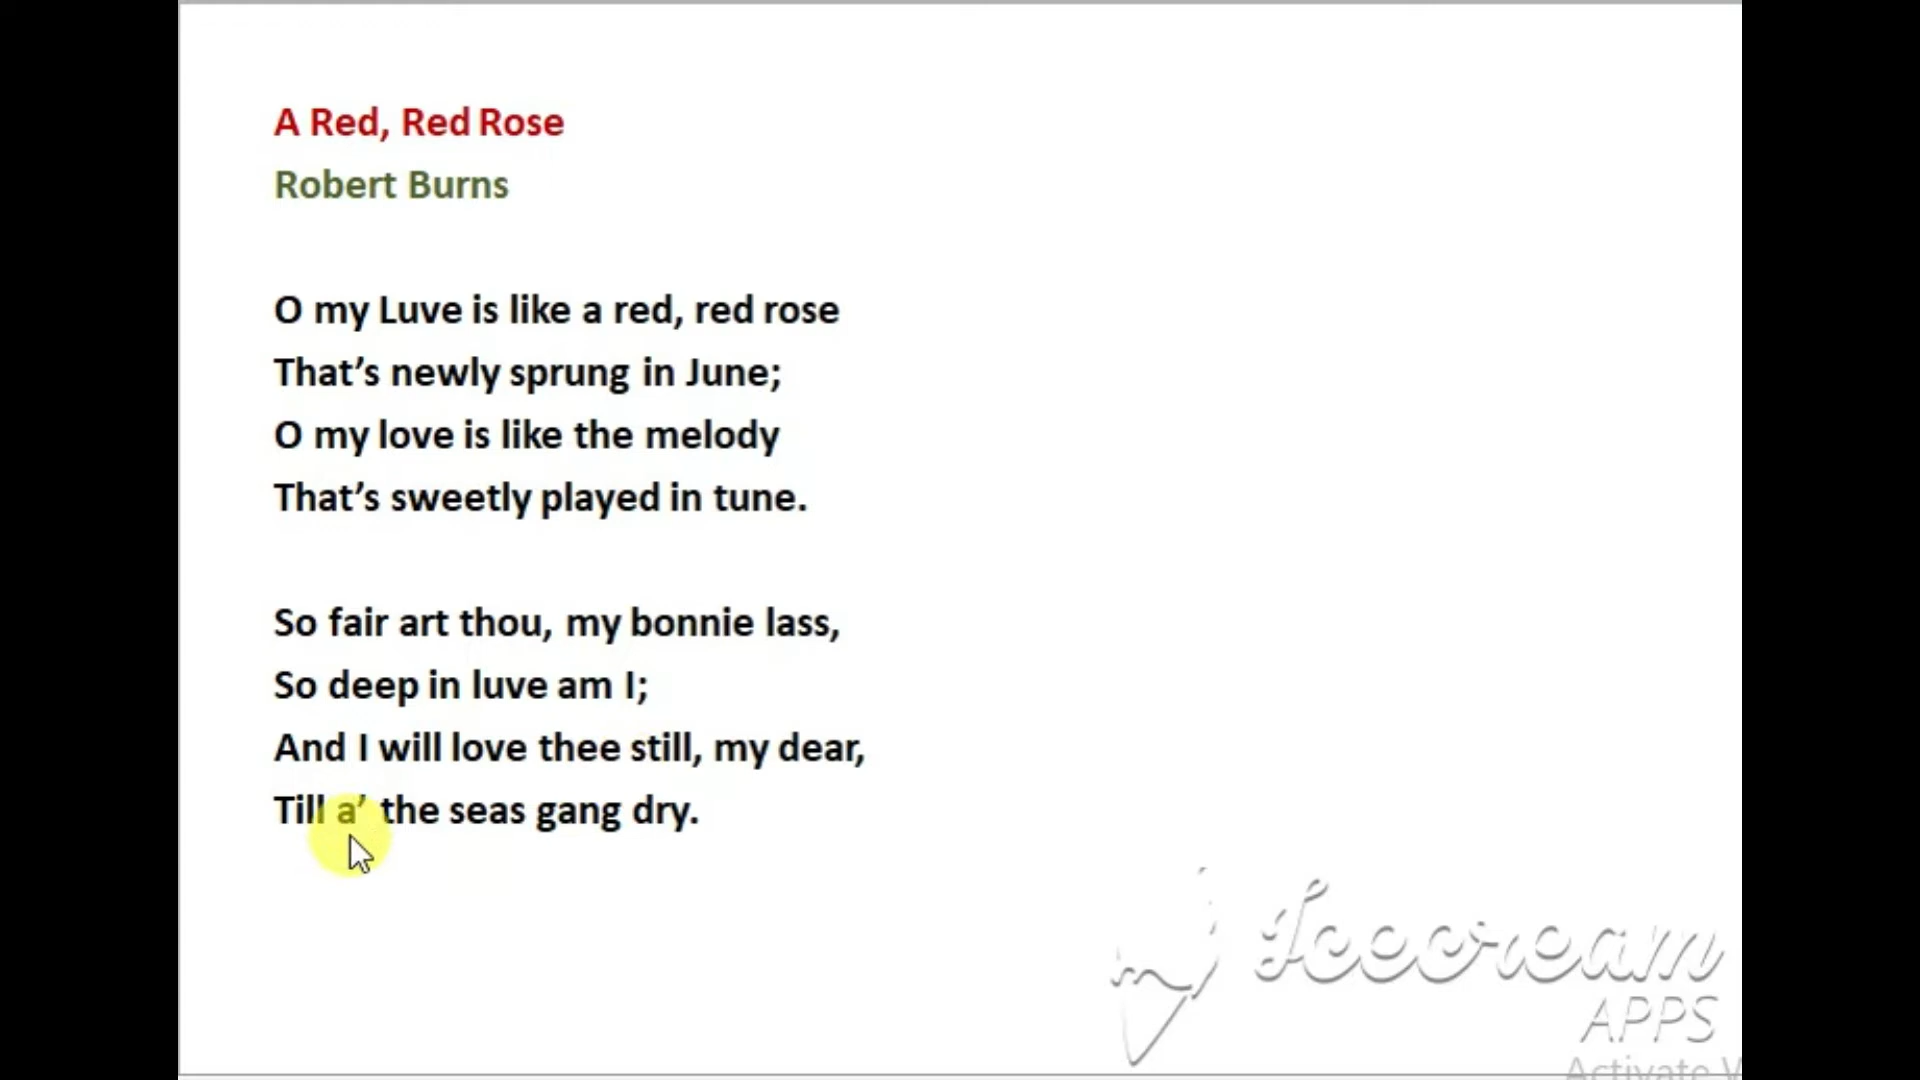 A Red, Red Rose
Robert Burns
O my Luve is like a red, red rose
That’s newly sprung in June;
O my love is like the melody
That’s sweetly played in tune.
So fair art thou, my bonnie lass,
So deep in luve am I;
And I will love thee still, my dear,
Till a’ the seas gang dry.
Icecream
APPS
Activate